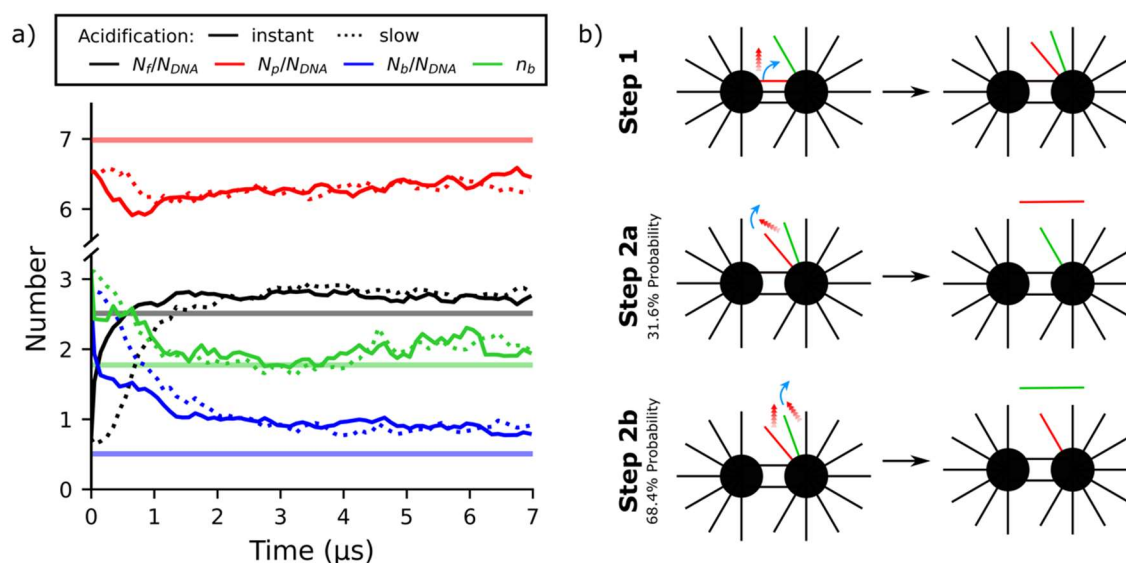 a)
Acidification: instant slow
N_f/N_DNA N_p/N_DNA N_b/N_DNA n_b
7
6
3
2
1
0
Number
0 1 2 3 4 5 6 7
Time (μs)
b)
Step 1
Step 2a
31.6% Probability
Step 2b
68.4% Probability